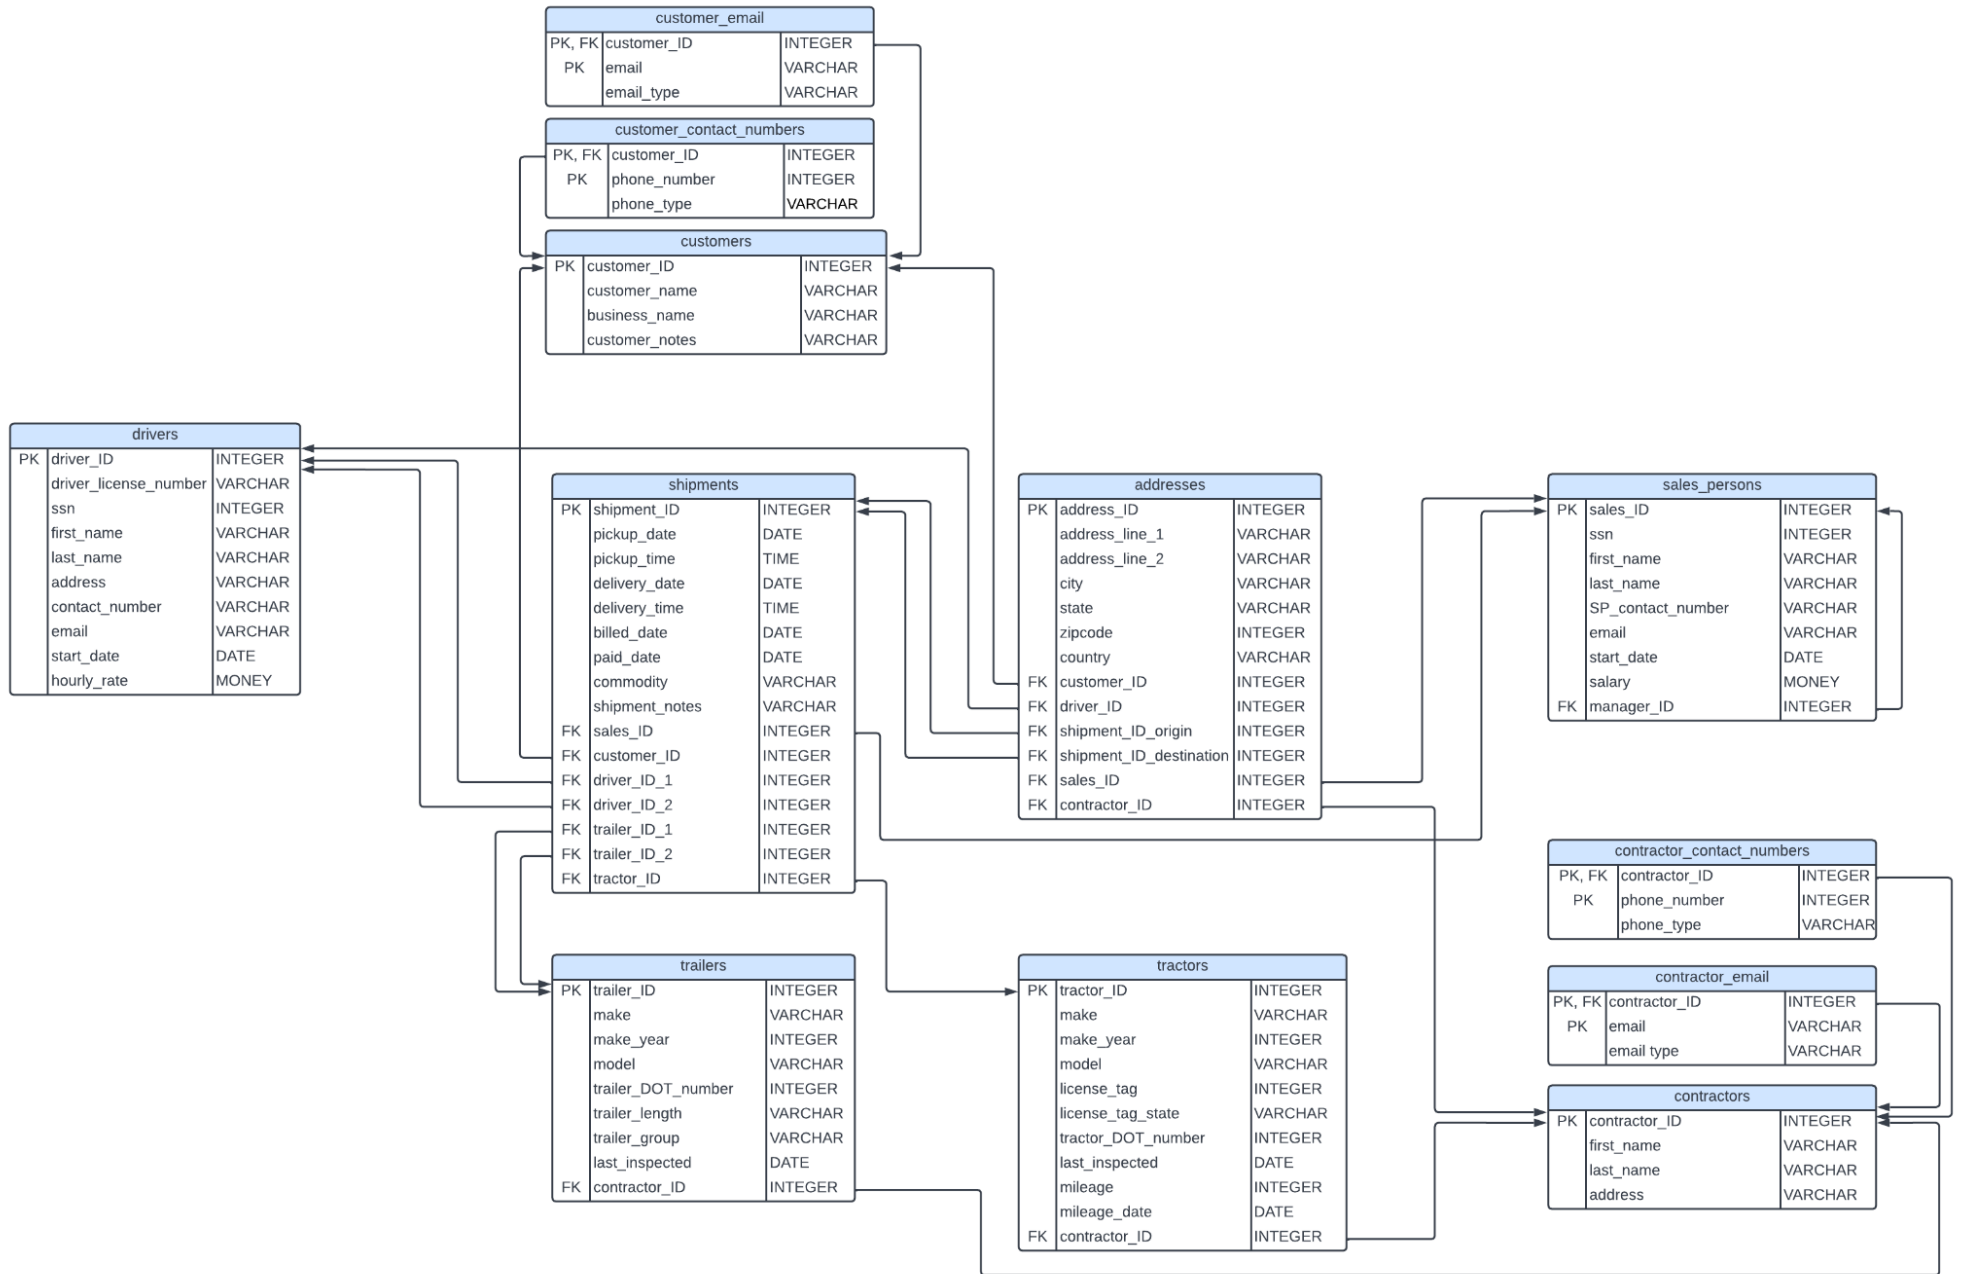 customer_email
PK, FK customer_ID INTEGER
PK email VARCHAR
email_type VARCHAR
customer_contact_numbers
PK, FK customer_ID INTEGER
PK phone_number INTEGER
phone_type VARCHAR
customers
PK customer_ID INTEGER
customer_name VARCHAR
business_name VARCHAR
customer_notes VARCHAR
drivers
PK driver_ID INTEGER
driver_license_number VARCHAR
ssn INTEGER
first_name VARCHAR
last_name VARCHAR
address VARCHAR
contact_number VARCHAR
email VARCHAR
start_date DATE
hourly_rate MONEY
shipments
PK shipment_ID INTEGER
pickup_date DATE
pickup_time TIME
delivery_date DATE
delivery_time TIME
billed_date DATE
paid_date DATE
commodity VARCHAR
shipment_notes VARCHAR
FK sales_ID INTEGER
FK customer_ID INTEGER
FK driver_ID_1 INTEGER
FK driver_ID_2 INTEGER
FK trailer_ID_1 INTEGER
FK trailer_ID_2 INTEGER
FK tractor_ID INTEGER
addresses
PK address_ID INTEGER
address_line_1 VARCHAR
address_line_2 VARCHAR
city VARCHAR
state VARCHAR
zipcode INTEGER
country VARCHAR
FK customer_ID INTEGER
FK driver_ID INTEGER
FK shipment_ID_origin INTEGER
FK shipment_ID_destination INTEGER
FK sales_ID INTEGER
FK contractor_ID INTEGER
sales_persons
PK sales_ID INTEGER
ssn INTEGER
first_name VARCHAR
last_name VARCHAR
SP_contact_number VARCHAR
email VARCHAR
start_date DATE
salary MONEY
FK manager_ID INTEGER
contractor_contact_numbers
PK, FK contractor_ID INTEGER
PK phone_number INTEGER
phone_type VARCHAR
trailers
PK trailer_ID INTEGER
make VARCHAR
make_year INTEGER
model VARCHAR
trailer_DOT_number INTEGER
trailer_length VARCHAR
trailer_group VARCHAR
last_inspected DATE
FK contractor_ID INTEGER
tractors
PK tractor_ID INTEGER
make VARCHAR
make_year INTEGER
model VARCHAR
license_tag INTEGER
license_tag_state VARCHAR
tractor_DOT_number INTEGER
last_inspected DATE
mileage INTEGER
mileage_date DATE
FK contractor_ID INTEGER
contractor_email
PK, FK contractor_ID INTEGER
PK email VARCHAR
email type VARCHAR
contractors
PK contractor_ID INTEGER
first_name VARCHAR
last_name VARCHAR
address VARCHAR